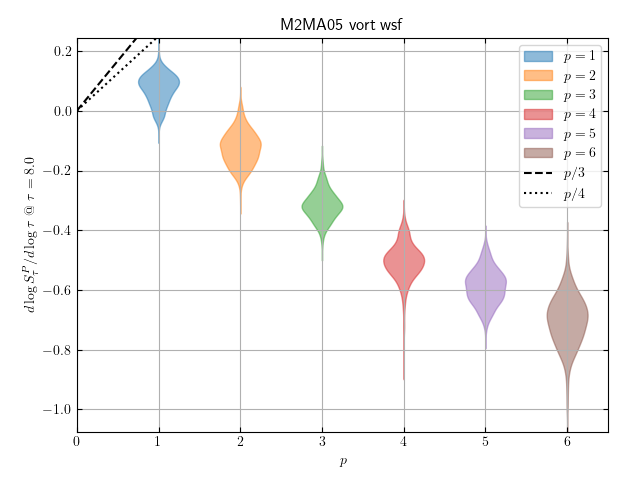 M2MA05 vort wsf
d log S_τ^P / d log τ @ τ = 8.0
0.2
0.0
−0.2
−0.4
−0.6
−0.8
−1.0
0 1 2 3 4 5 6
p
p = 1
p = 2
p = 3
p = 4
p = 5
p = 6
p/3
p/4